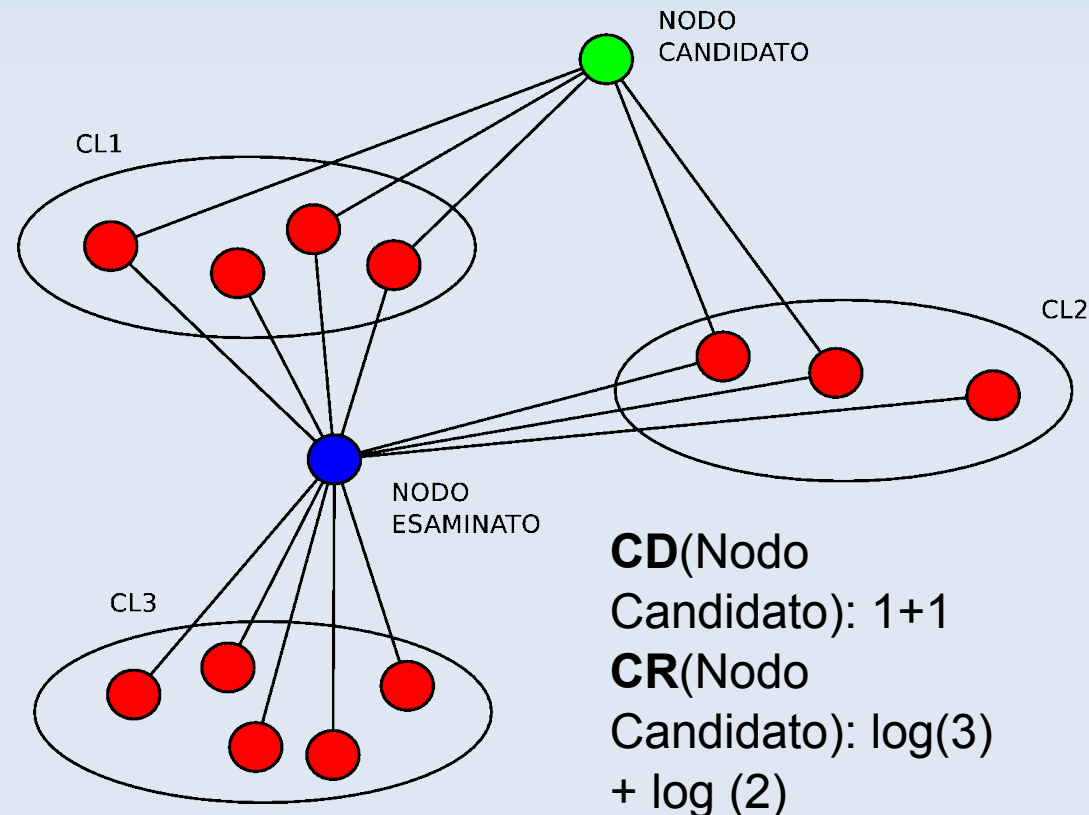 NODO
CANDIDATO
CL1
CL2
NODO
ESAMINATO
CL3
CD(Nodo
Candidato): 1+1
CR(Nodo
Candidato): log(3)
+ log (2)